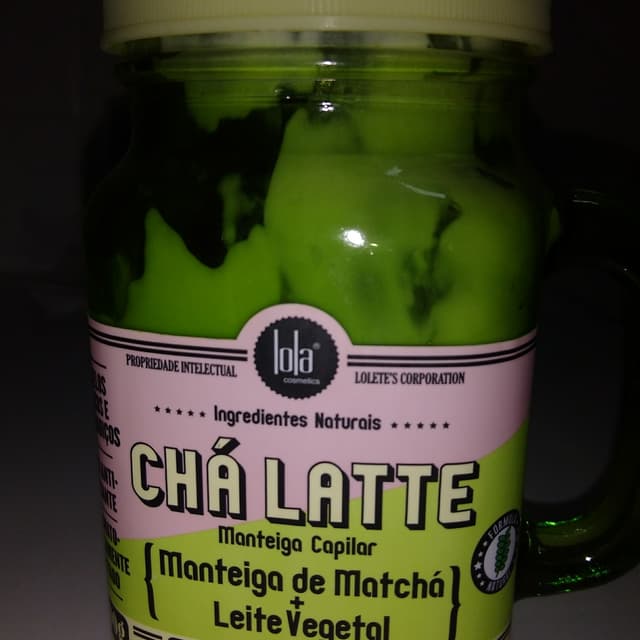 lola
cosmetics
PROPRIEDADE INTELECTUAL
LOLETE'S CORPORATION
Ingredientes Naturais
CHÁ LATTE
Manteiga Capilar
Manteiga de Matchá
+
Leite Vegetal